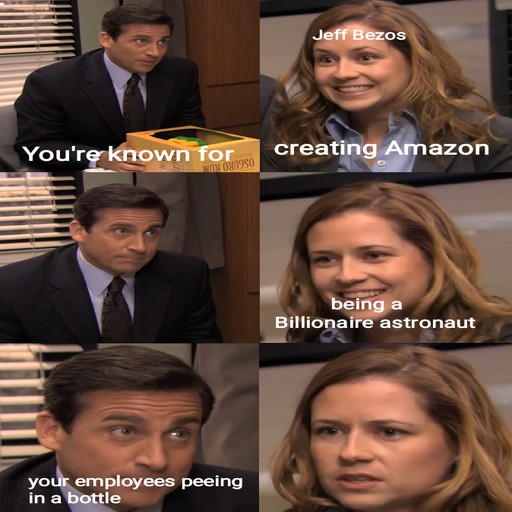 Jeff Bezos
You're known for
creating Amazon
being a
Billionaire astronaut
your employees peeing
in a bottle